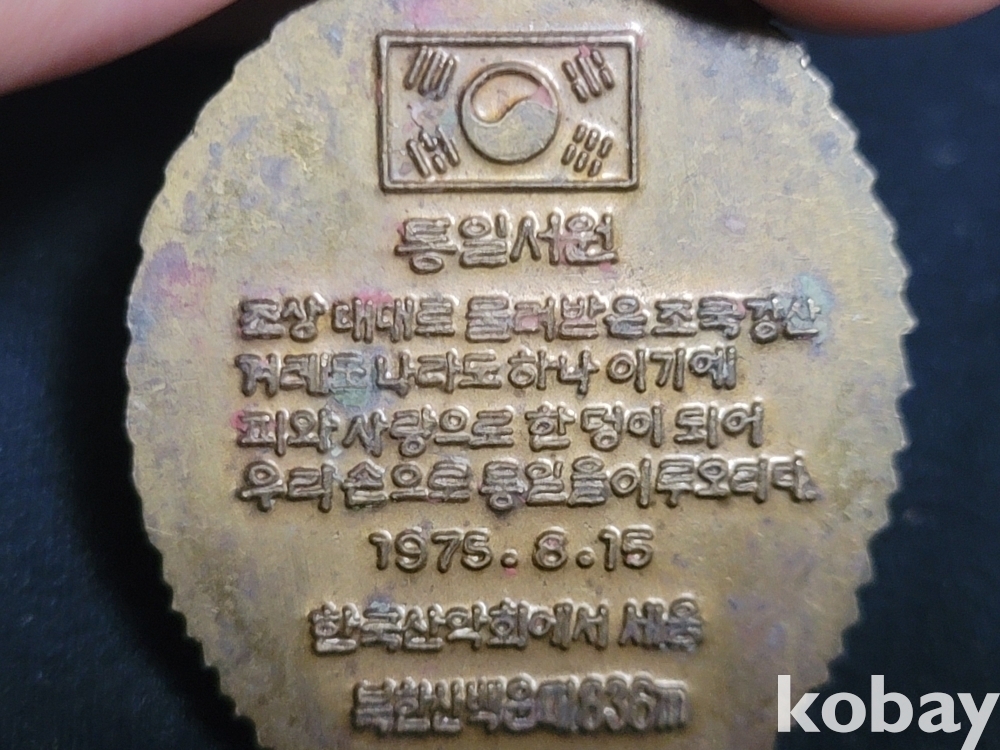 통일서원
조상 대대로 물려받은 조국강산
겨레도 나라도 하나 이기에
피와 사랑으로 한 덩이 되어
우리 손으로 통일을이루오리다.
1975.8.15
한국산악회에서 세움
북한산백운대836m
kobay